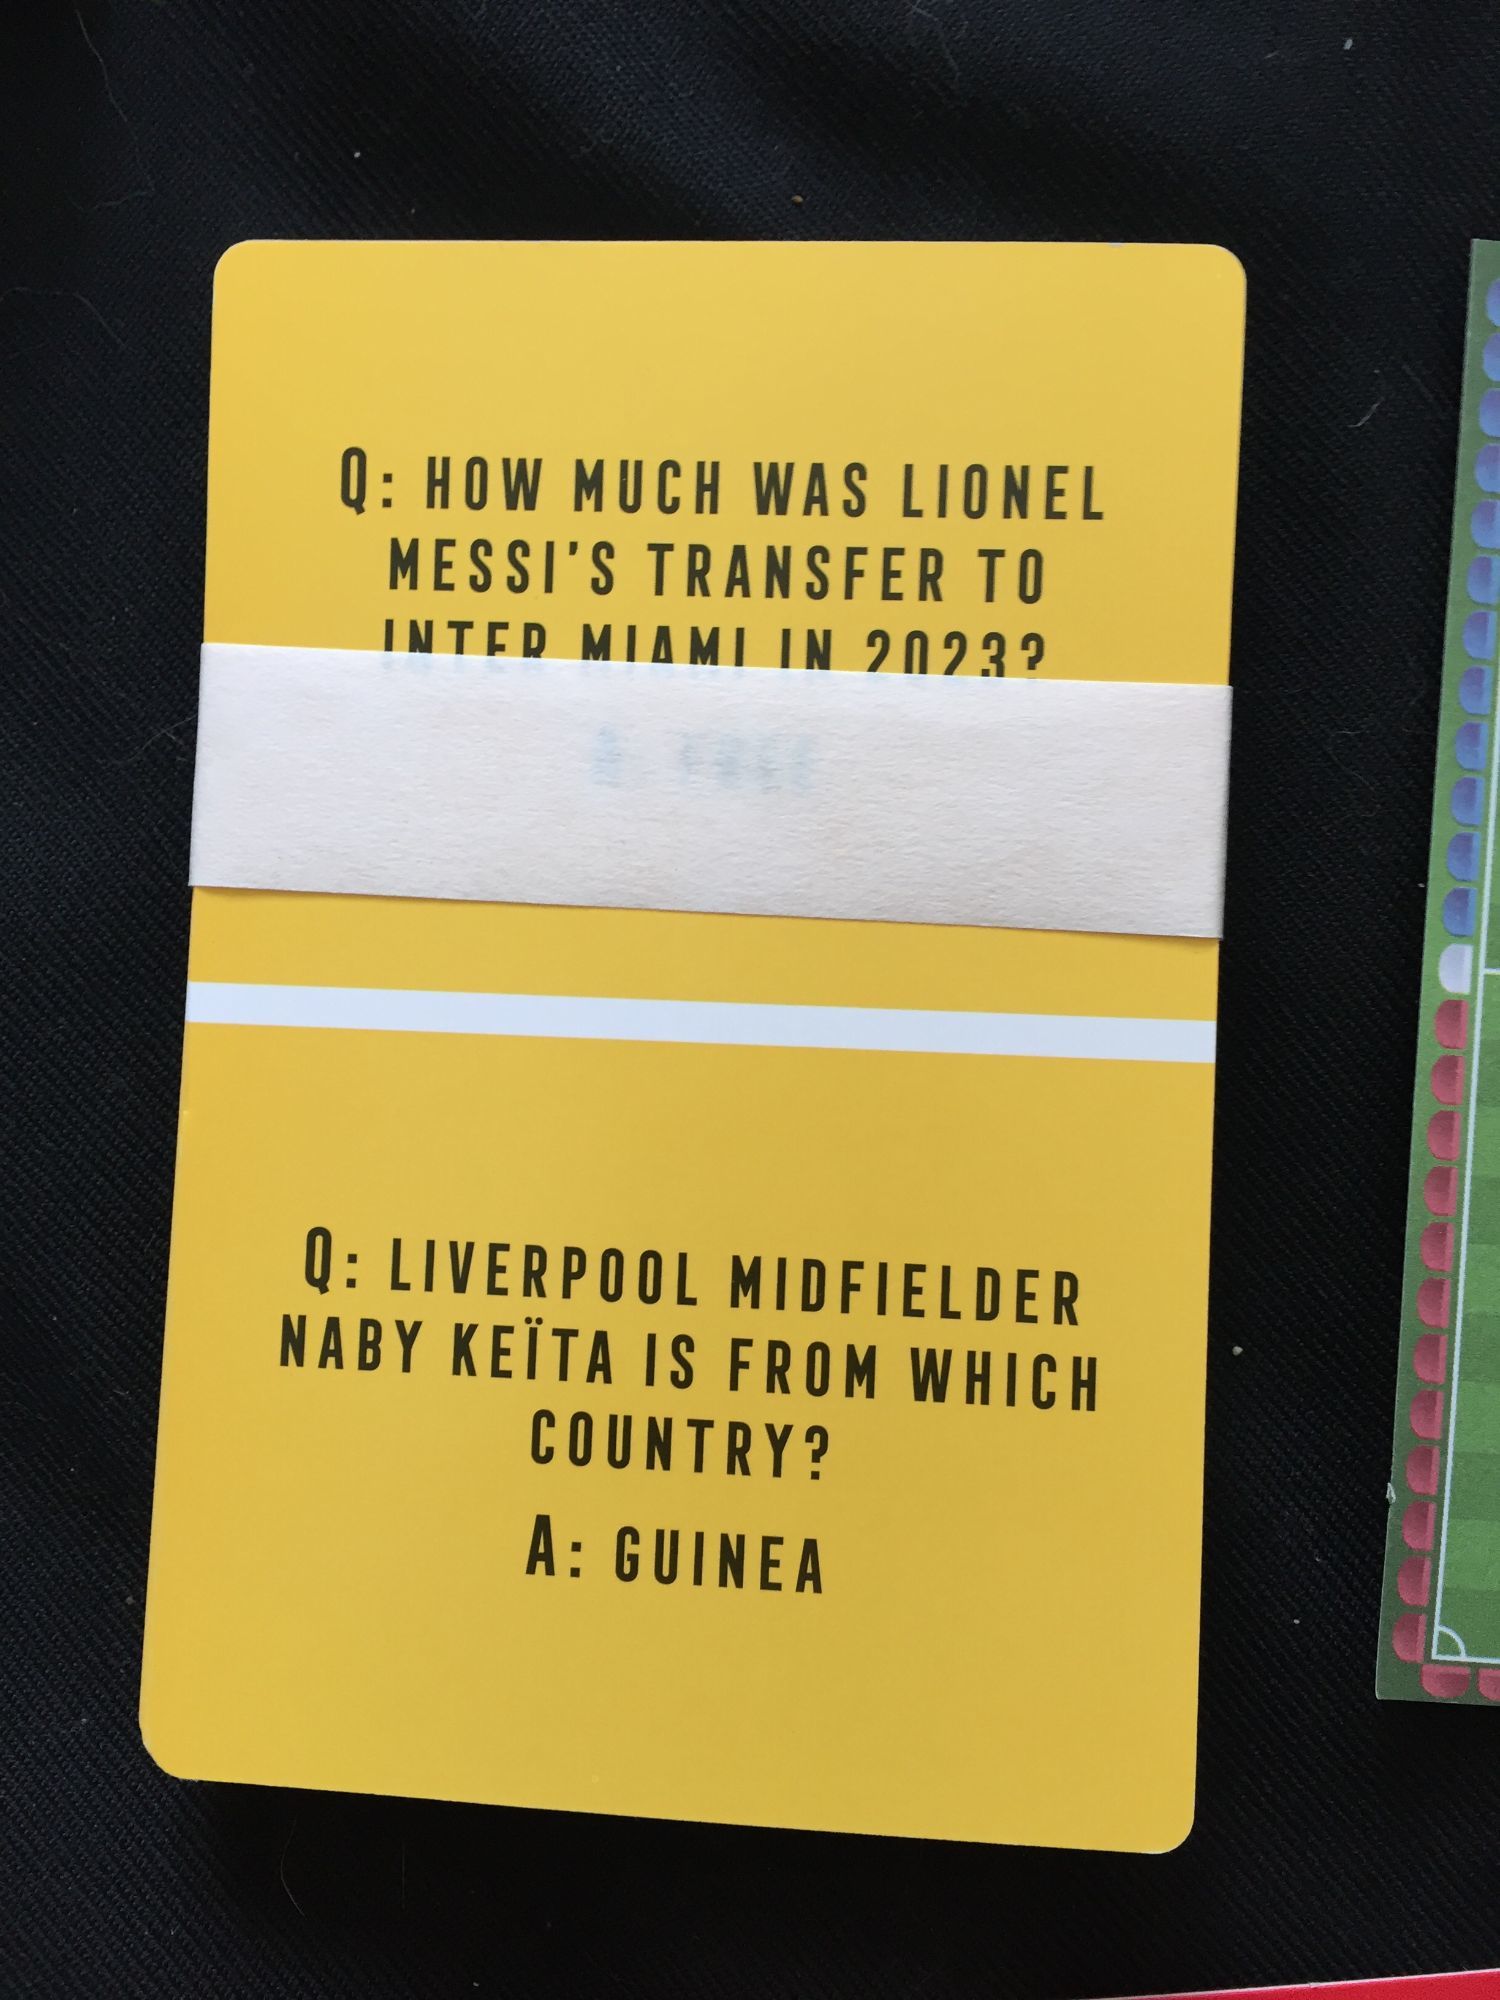 Q: HOW MUCH WAS LIONEL
MESSI'S TRANSFER TO
INTER MIAMI IN 2023?
Q: LIVERPOOL MIDFIELDER
NABY KEÏTA IS FROM WHICH
COUNTRY?
A: GUINEA